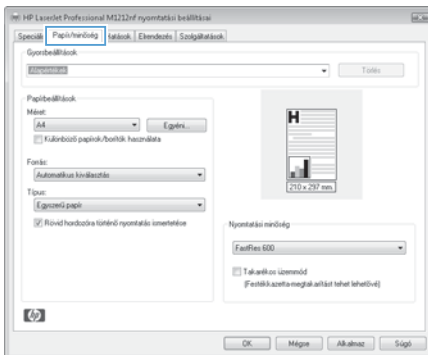 HP LaserJet Professional M1212nf nyomtatási beállításai
Speciális Papír/minőség Hatások Elrendezés Szolgáltatások
Gyorsbeállítások
Alapértékek
Törlés
Papírbeállítások
Méret:
A4
Egyéni...
Különböző papírok/borítók használata
Forrás:
Automatikus kiválasztás
Típus:
Egyszerű papír
Rövid hordozóra történő nyomtatás ismertetése
H
210 × 297 mm
Nyomtatási minőség
FastRes 600
Takarékos üzemmód
(Festékkazetta-megtakarítást tehet lehetővé)
hp
OK Mégse Alkalmaz Súgó